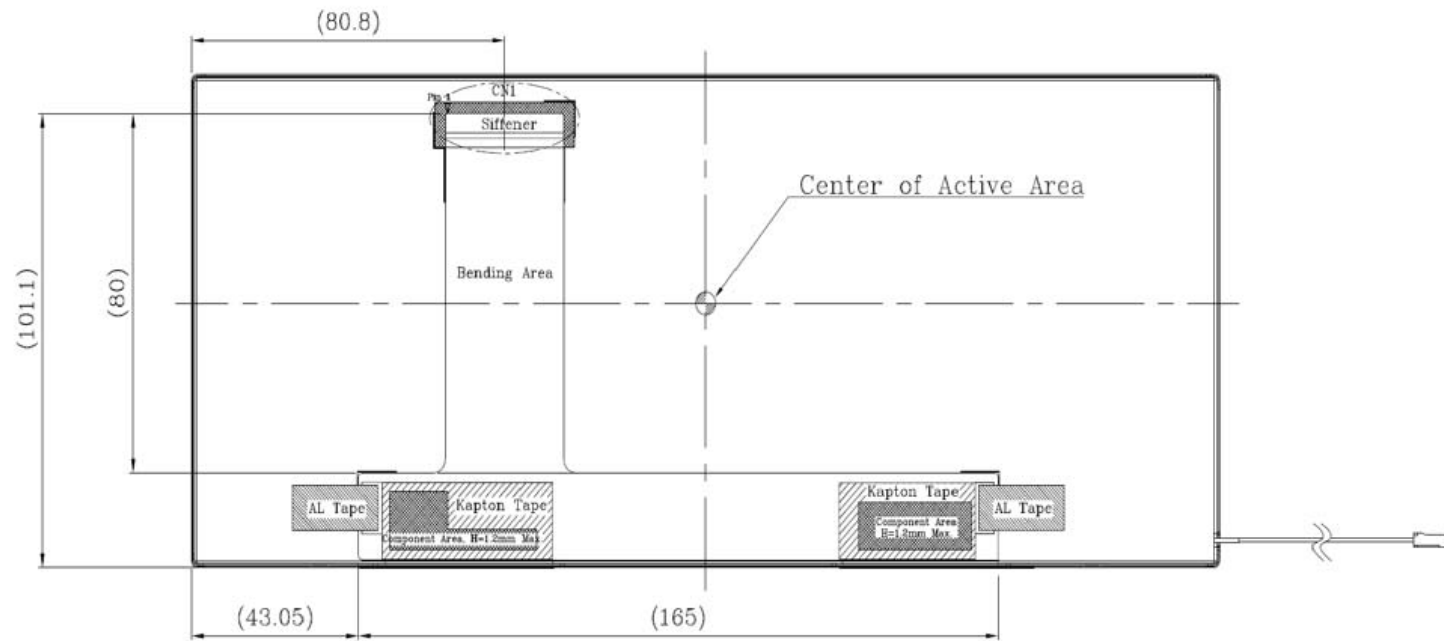 (80.8)
CN1
Pin 1
Siffener
Center of Active Area
Bending Area
(101.1)
(80)
AL Tape
Kapton Tape
Component Area, H=1.2mm Max
Kapton Tape
Component Area
H=1.2mm Max.
AL Tape
(43.05)
(165)